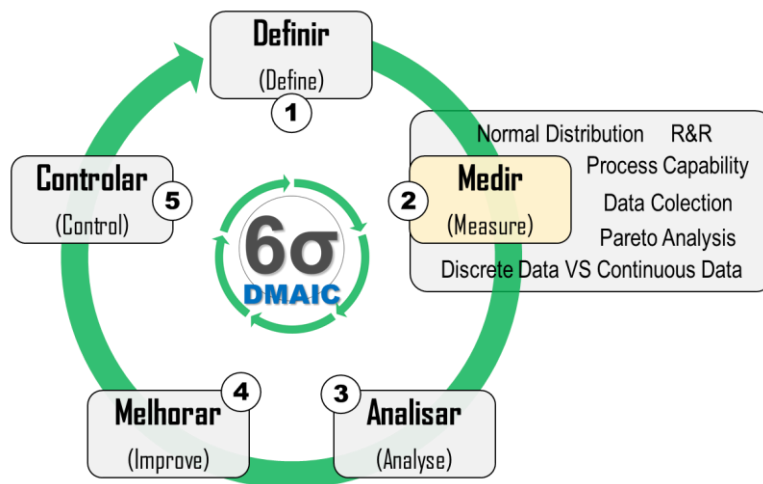 Definir
(Define)
1
Normal Distribution R&R
Process Capability
Data Colection
Pareto Analysis
Discrete Data VS Continuous Data
Medir
(Measure)
2
Analisar
(Analyse)
3
Melhorar
(Improve)
4
Controlar
(Control)
5
6σ
DMAIC